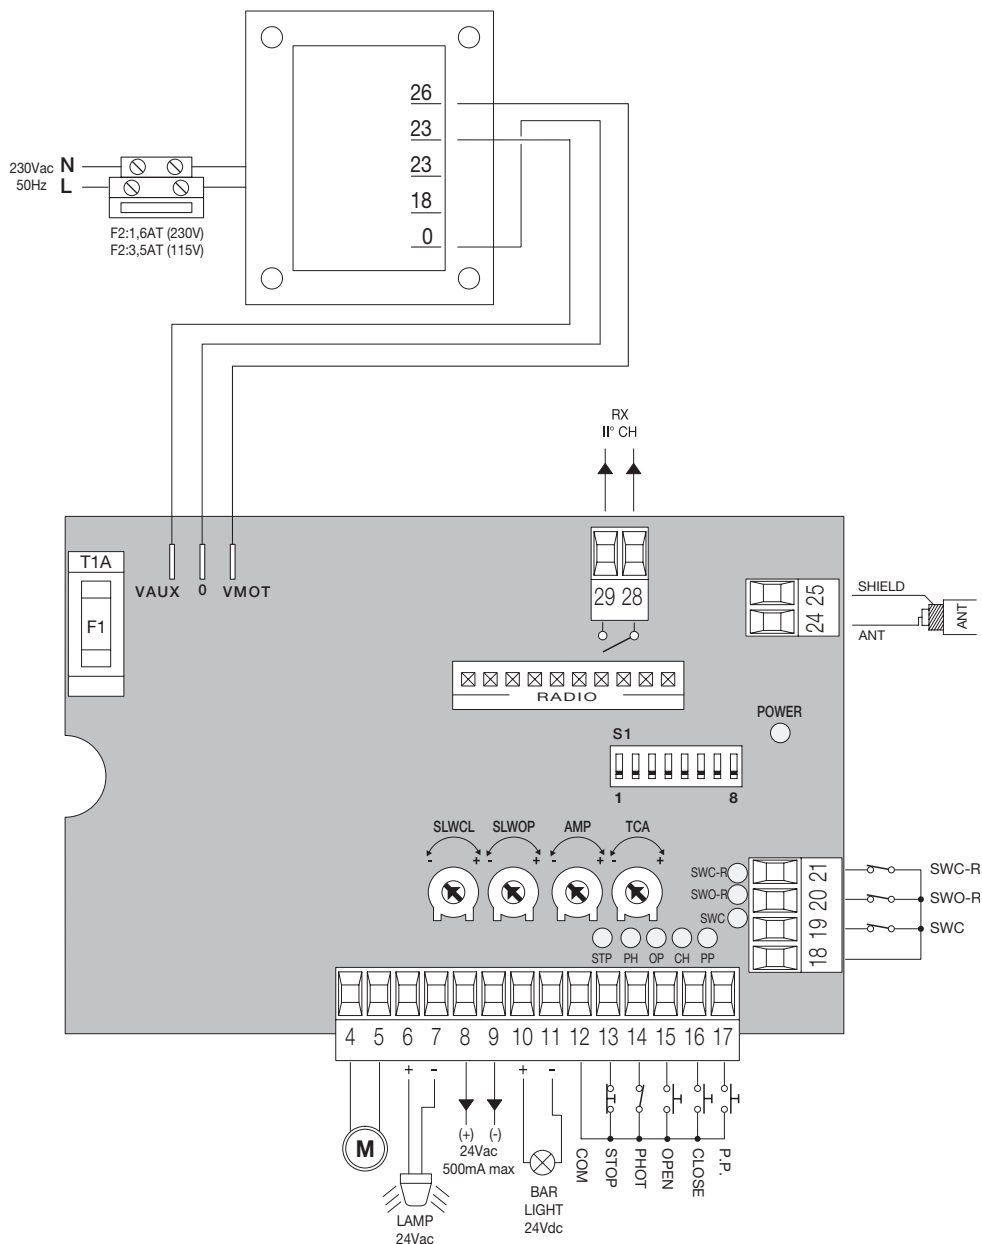 26
23
23
18
0
230Vac N
50Hz L
F2:1,6AT (230V)
F2:3,5AT (115V)
RX
II° CH
T1A
F1
VAUX 0 VMOT
29 28
24 25
SHIELD
ANT
ANT
RADIO
POWER
S1
1 8
SLWCL SLWOP AMP TCA
- + - + - + - +
SWC-R
SWO-R
SWC
18 19 20 21
SWC-R
SWO-R
SWC
STP PH OP CH PP
4 5 6 7 8 9 10 11 12 13 14 15 16 17
+ - + -
M
(+) (-)
24Vac
500mA max
LAMP
24Vac
BAR
LIGHT
24Vdc
COM
STOP
PHOT
OPEN
CLOSE
P.P.